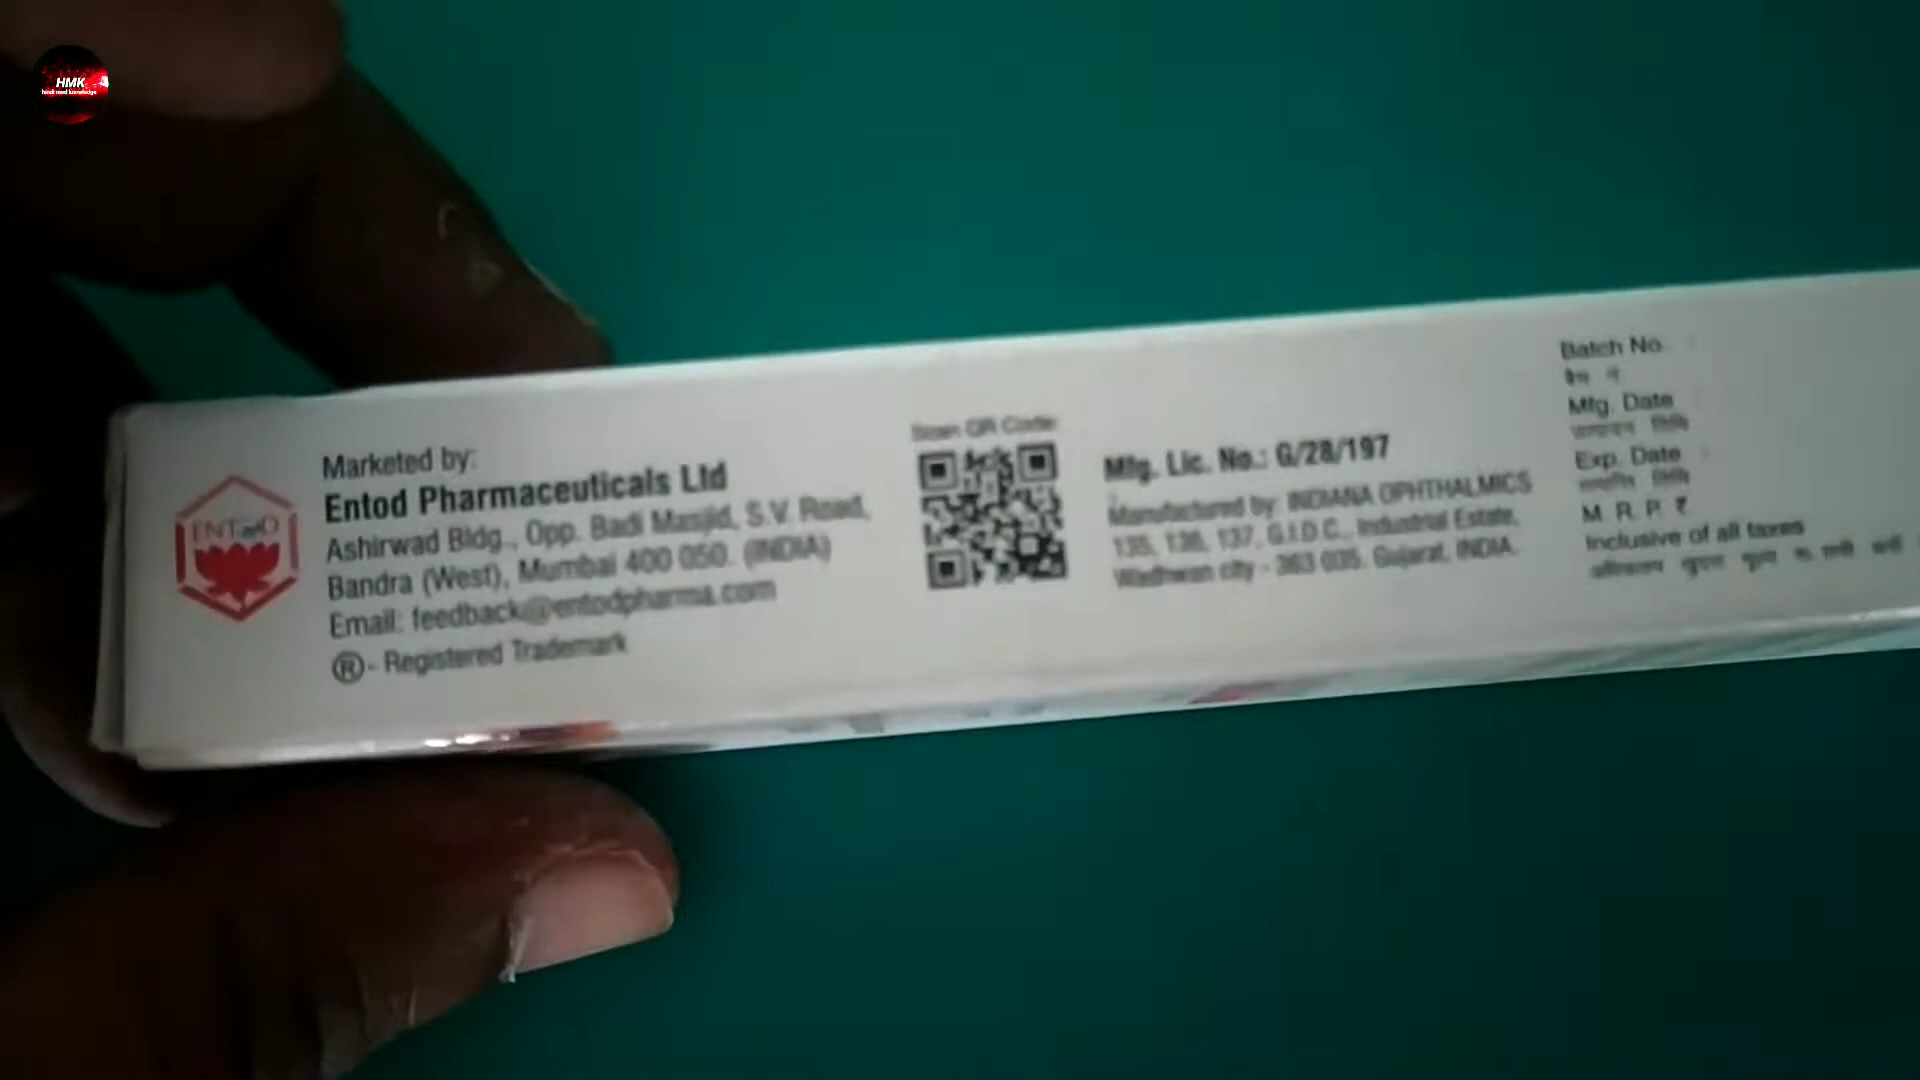 HMK
hindi med knowledge
ENTOD
Marketed by:
Entod Pharmaceuticals Ltd
Ashirwad Bldg., Opp. Badi Masjid, S.V. Road,
Bandra (West), Mumbai 400 050. (INDIA)
Email: feedback@entodpharma.com
®- Registered Trademark
Scan QR Code
Mfg. Lic. No.: G/28/197
Manufactured by: INDIANA OPHTHALMICS
135, 136, 137, G.I.D.C., Industrial Estate,
Wadhwan city - 363 035. Gujarat, INDIA.
Batch No.
Mfg. Date
Exp. Date
M. R. P. ₹
Inclusive of all taxes